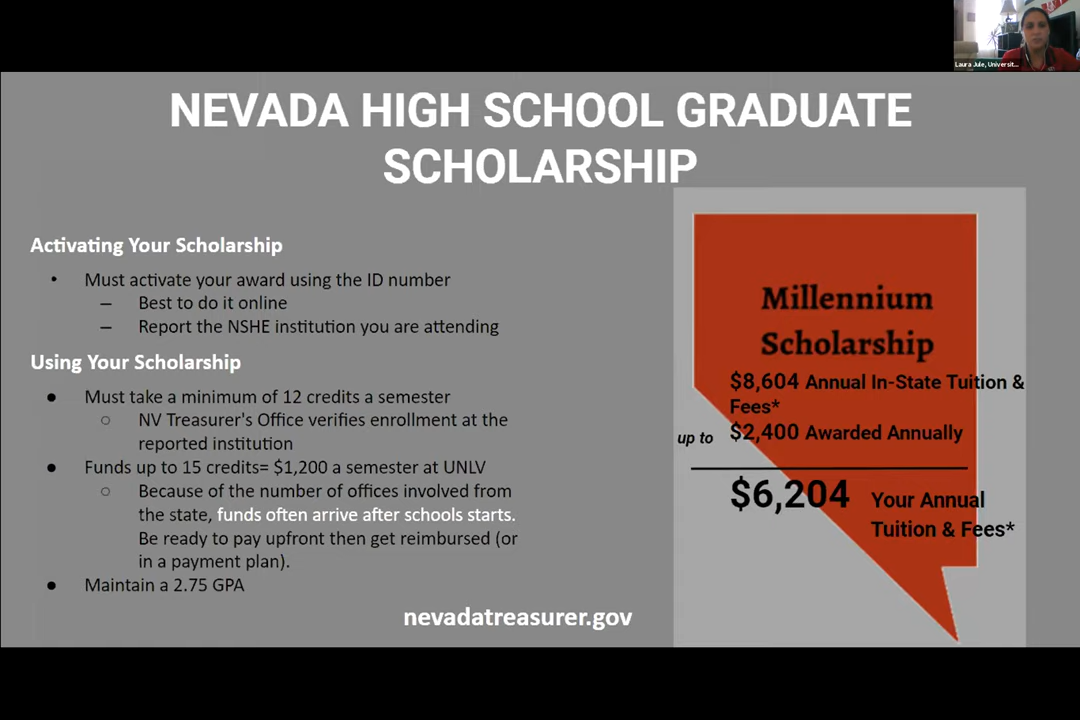 Laura Jule, Universit...
NEVADA HIGH SCHOOL GRADUATE
SCHOLARSHIP
Activating Your Scholarship
• Must activate your award using the ID number
– Best to do it online
– Report the NSHE institution you are attending
Using Your Scholarship
● Must take a minimum of 12 credits a semester
○ NV Treasurer's Office verifies enrollment at the
reported institution
● Funds up to 15 credits= $1,200 a semester at UNLV
○ Because of the number of offices involved from
the state, funds often arrive after schools starts.
Be ready to pay upfront then get reimbursed (or
in a payment plan).
● Maintain a 2.75 GPA
nevadatreasurer.gov
Millennium
Scholarship
$8,604 Annual In-State Tuition &
Fees*
up to $2,400 Awarded Annually
$6,204 Your Annual
Tuition & Fees*